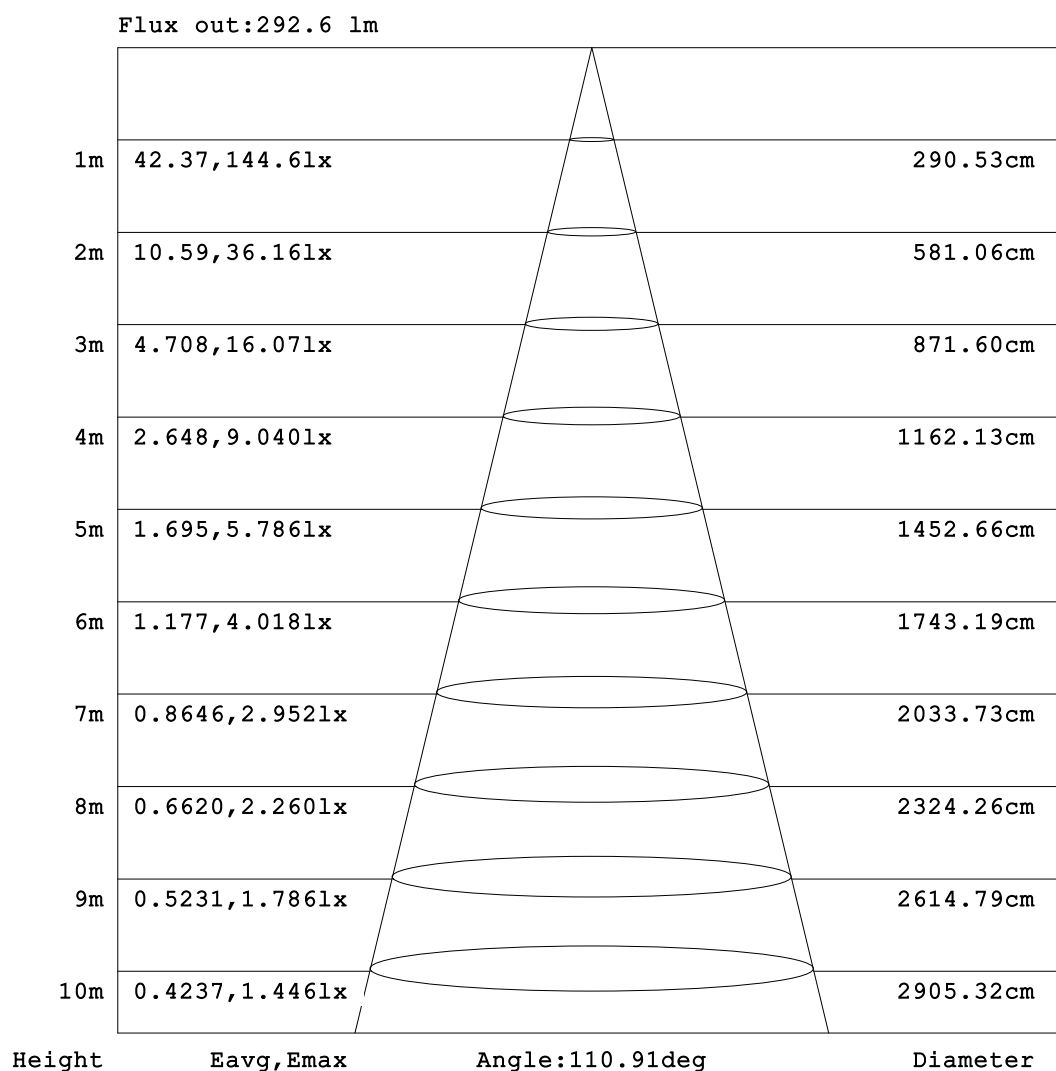 Flux out:292.6 lm
1m 42.37,144.6lx 290.53cm
2m 10.59,36.16lx 581.06cm
3m 4.708,16.07lx 871.60cm
4m 2.648,9.040lx 1162.13cm
5m 1.695,5.786lx 1452.66cm
6m 1.177,4.018lx 1743.19cm
7m 0.8646,2.952lx 2033.73cm
8m 0.6620,2.260lx 2324.26cm
9m 0.5231,1.786lx 2614.79cm
10m 0.4237,1.446lx 2905.32cm
Height Eavg,Emax Angle:110.91deg Diameter